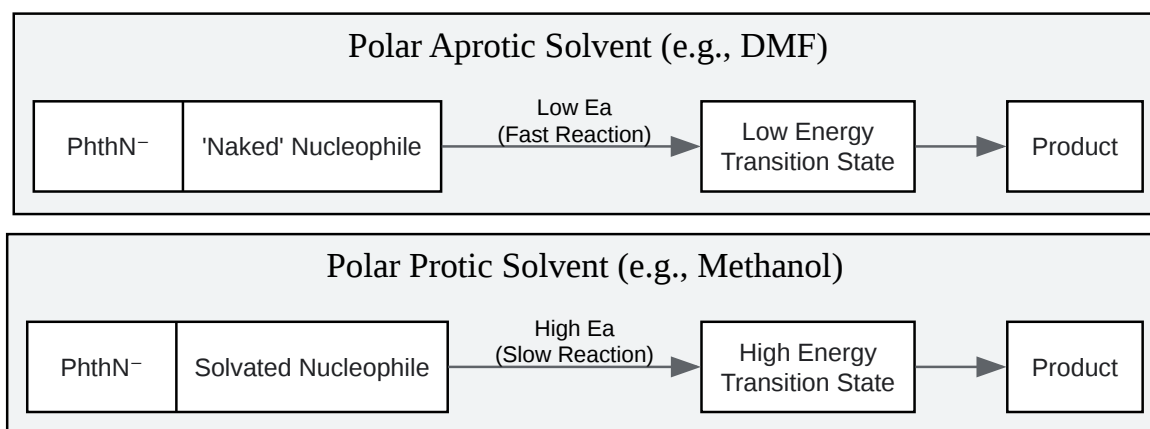 Polar Aprotic Solvent (e.g., DMF)
PhthN⁻
'Naked' Nucleophile
Low Ea
(Fast Reaction)
Low Energy
Transition State
Product
Polar Protic Solvent (e.g., Methanol)
PhthN⁻
Solvated Nucleophile
High Ea
(Slow Reaction)
High Energy
Transition State
Product